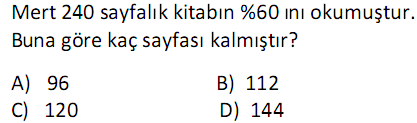 Mert 240 sayfalık kitabın %60 ını okumuştur.
Buna göre kaç sayfası kalmıştır?
A) 96 B) 112
C) 120 D) 144